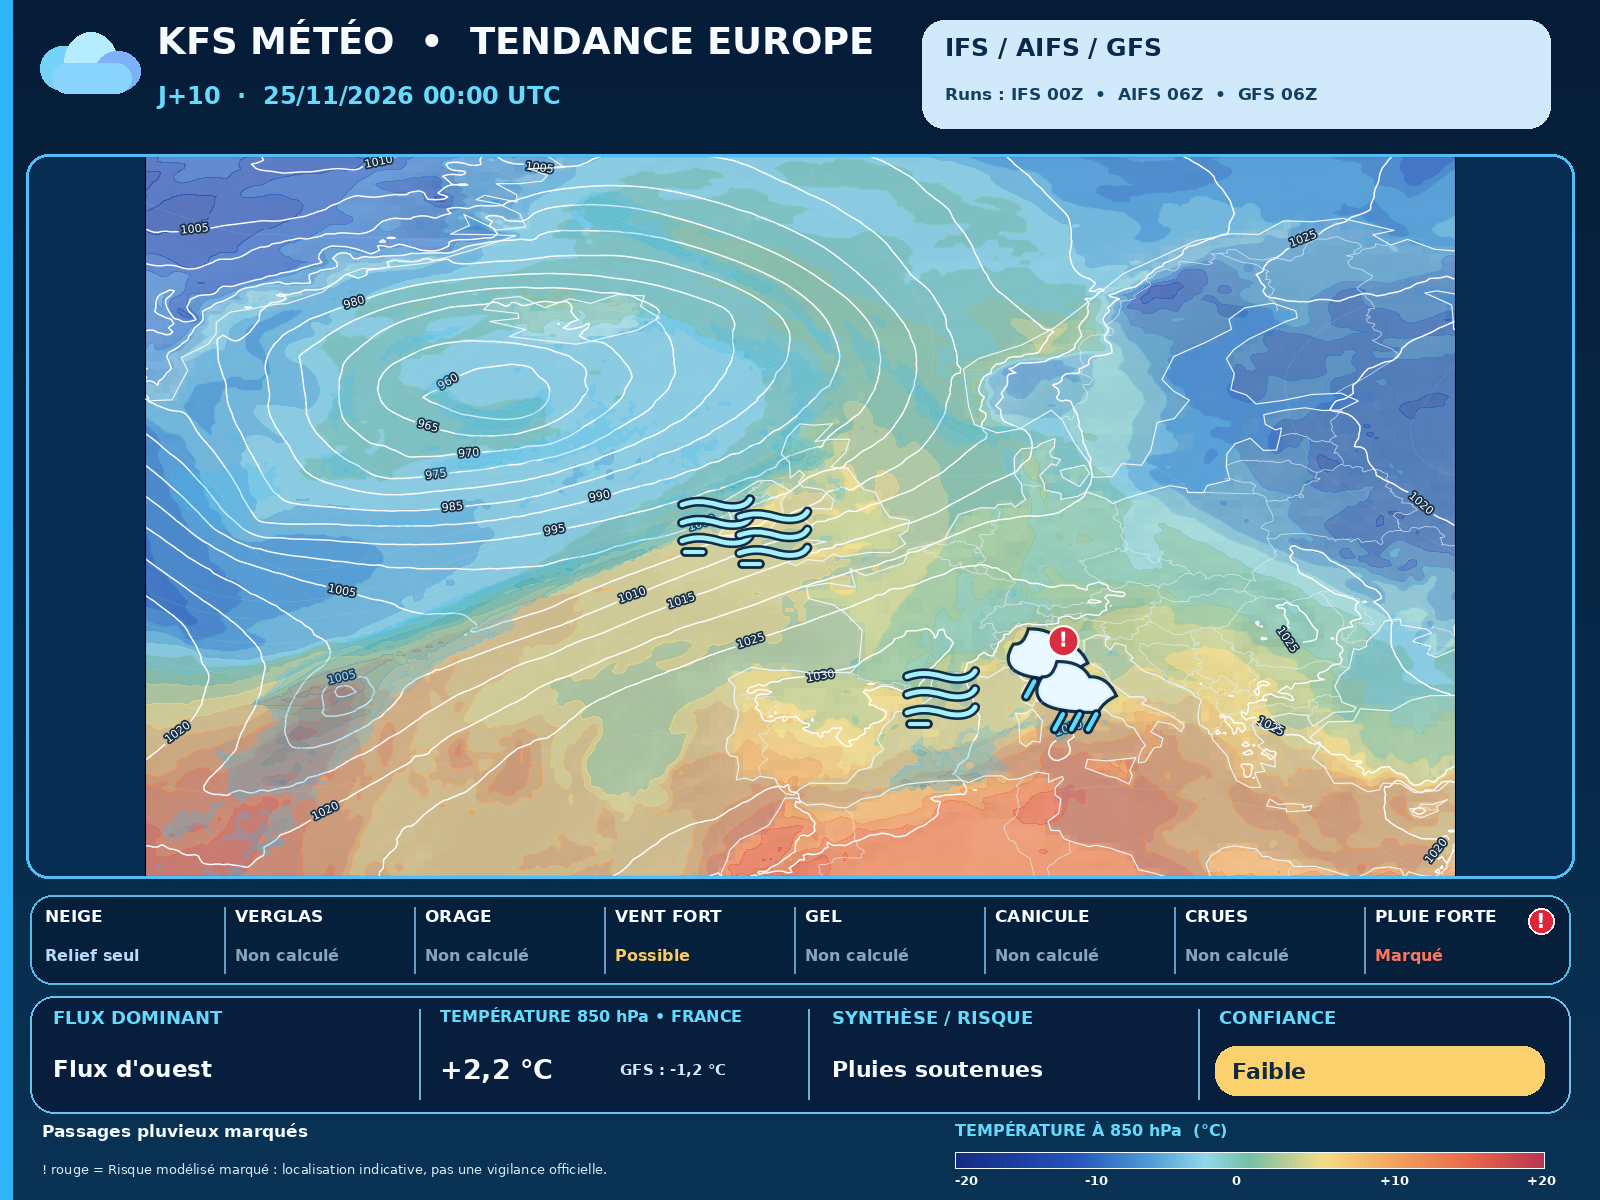 KFS MÉTÉO • TENDANCE EUROPE
J+10 · 25/11/2026 00:00 UTC
IFS / AIFS / GFS
Runs : IFS 00Z • AIFS 06Z • GFS 06Z
1010
1005
1005
1025
980
960
965
970
975
985
990
995
1005
1010
1015
1025
1030
1005
1020
1020
1020
1025
1025
1020
NEIGE
Relief seul
VERGLAS
Non calculé
ORAGE
Non calculé
VENT FORT
Possible
GEL
Non calculé
CANICULE
Non calculé
CRUES
Non calculé
PLUIE FORTE !
Marqué
FLUX DOMINANT
Flux d'ouest
TEMPÉRATURE 850 hPa • FRANCE
+2,2 °C GFS : -1,2 °C
SYNTHÈSE / RISQUE
Pluies soutenues
CONFIANCE
Faible
Passages pluvieux marqués
! rouge = Risque modélisé marqué : localisation indicative, pas une vigilance officielle.
TEMPÉRATURE À 850 hPa (°C)
-20 -10 0 +10 +20